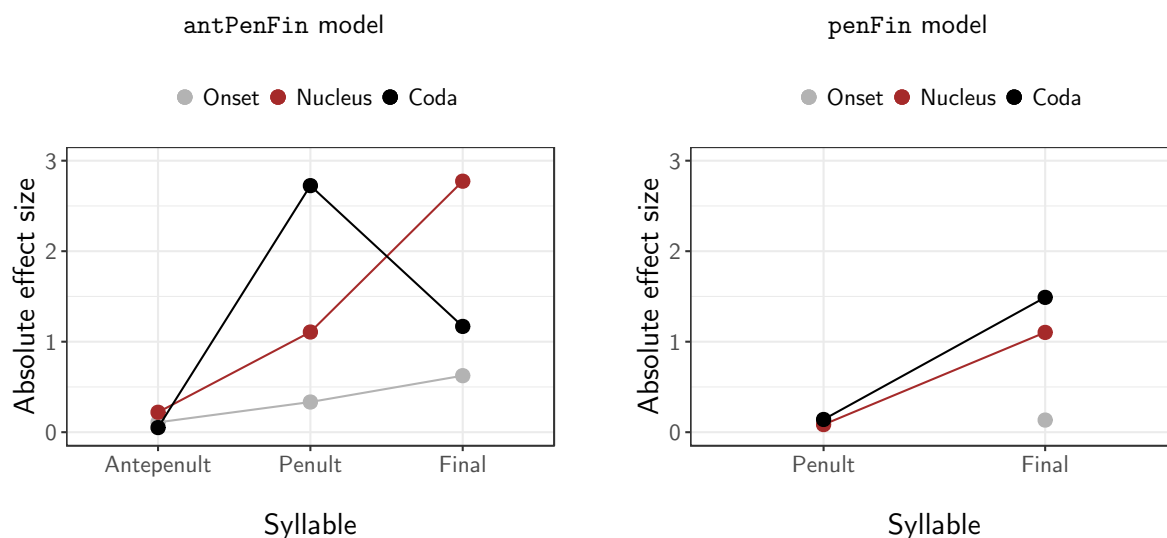 antPenFin model
Onset Nucleus Coda
3
2
1
0
Absolute effect size
Antepenult Penult Final
Syllable
penFin model
Onset Nucleus Coda
3
2
1
0
Absolute effect size
Penult Final
Syllable